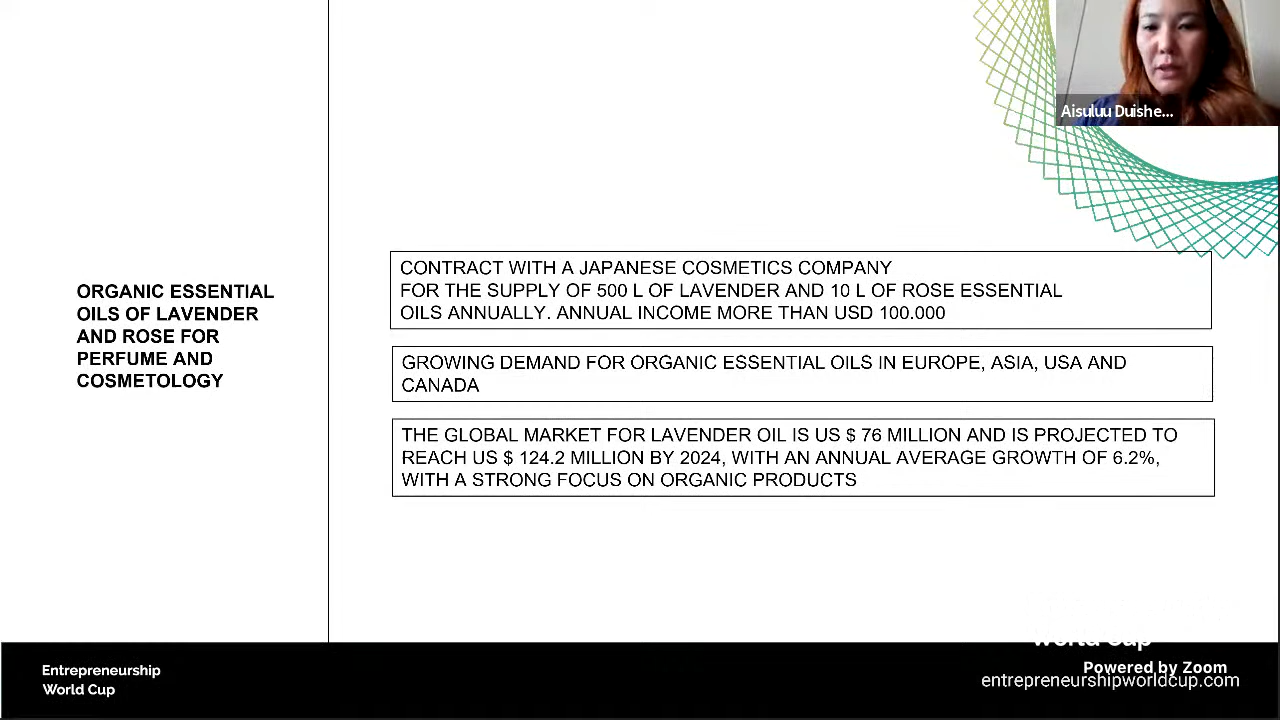 Aisuluu Duishe...
ORGANIC ESSENTIAL
OILS OF LAVENDER
AND ROSE FOR
PERFUME AND
COSMETOLOGY
CONTRACT WITH A JAPANESE COSMETICS COMPANY
FOR THE SUPPLY OF 500 L OF LAVENDER AND 10 L OF ROSE ESSENTIAL
OILS ANNUALLY. ANNUAL INCOME MORE THAN USD 100.000
GROWING DEMAND FOR ORGANIC ESSENTIAL OILS IN EUROPE, ASIA, USA AND
CANADA
THE GLOBAL MARKET FOR LAVENDER OIL IS US $ 76 MILLION AND IS PROJECTED TO
REACH US $ 124.2 MILLION BY 2024, WITH AN ANNUAL AVERAGE GROWTH OF 6.2%,
WITH A STRONG FOCUS ON ORGANIC PRODUCTS
Entrepreneurship
World Cup
World Cup
Powered by Zoom
entrepreneurshipworldcup.com